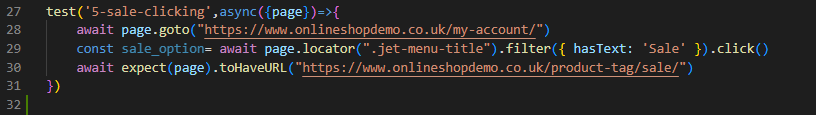 27 test('5-sale-clicking',async({page})=>{
28 await page.goto("https://www.onlineshopdemo.co.uk/my-account/")
29 const sale_option= await page.locator(".jet-menu-title").filter({ hasText: 'Sale' }).click()
30 await expect(page).toHaveURL("https://www.onlineshopdemo.co.uk/product-tag/sale/")
31 })
32